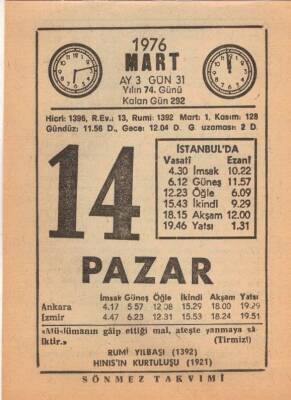 1976
MART
AY 3 GÜN 31
Yılın 74. Günü
Kalan Gün 292
Hicri: 1396, R.Ev.: 13, Rumi: 1392 Mart: 1, Kasım: 128
Gündüz: 11.56 D., Gece: 12.04 D. G. uzaması: 2 D.
14
İSTANBUL'DA
Vasatî Ezanî
4.30 İmsak 10.22
6.12 Güneş 11.57
12.23 Öğle 6.09
15.43 İkindi 9.29
18.15 Akşam 12.00
19.46 Yatsı 1.31
PAZAR
İmsak Güneş Öğle İkindi Akşam Yatsı
Ankara 4.17 5.57 12.08 15.29 18.00 19.29
İzmir 4.47 6.23 12.31 15.53 18.24 19.51
«Müslümanın gâip ettiği mal, ateşte yanmaya sâ
iktir.» (Tirmizî)
RUMİ YILBAŞI (1392)
HINIS'IN KURTULUŞU (1921)
SÖNMEZ TAKVİMİ